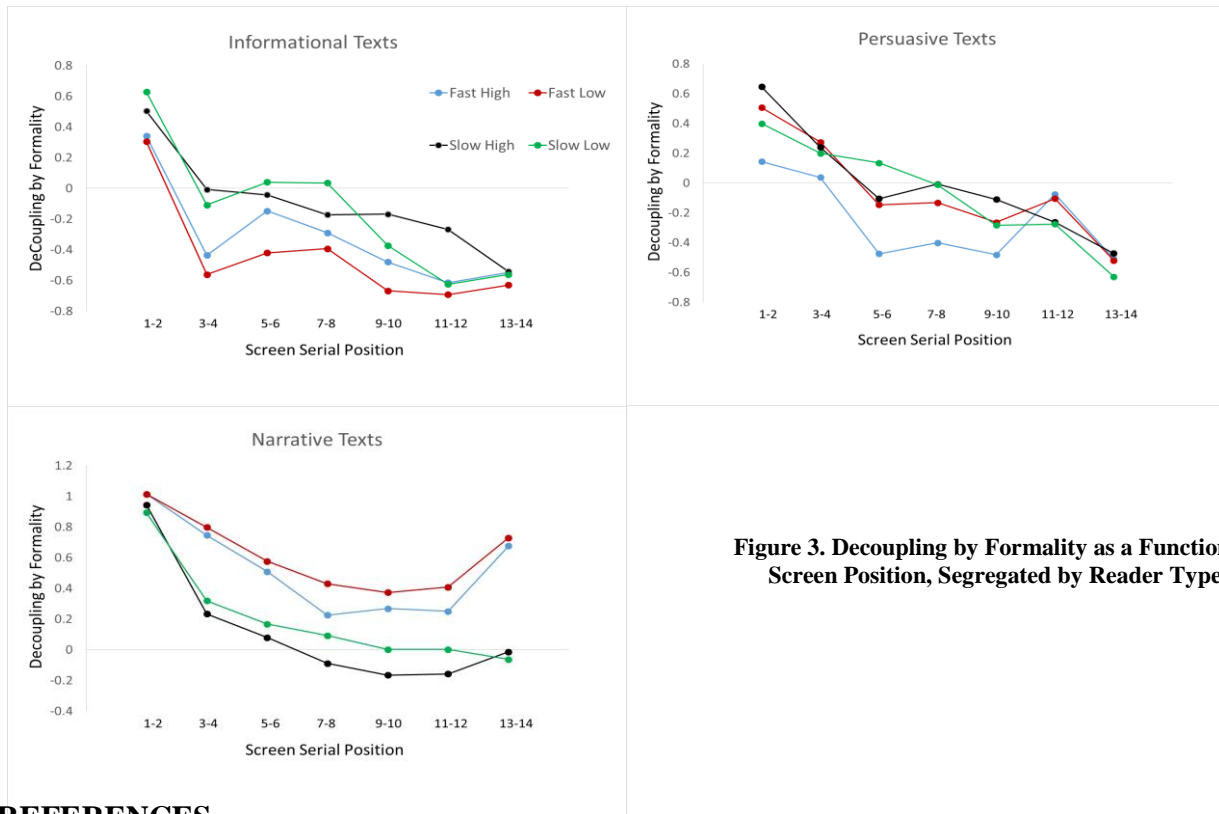 Informational Texts
DeCoupling by Formality
0.8
0.6
0.4
0.2
0
-0.2
-0.4
-0.6
-0.8
Fast High Fast Low
Slow High Slow Low
1-2 3-4 5-6 7-8 9-10 11-12 13-14
Screen Serial Position
Persuasive Texts
Decoupling by Formality
0.8
0.6
0.4
0.2
0
-0.2
-0.4
-0.6
-0.8
1-2 3-4 5-6 7-8 9-10 11-12 13-14
Screen Serial Position
Narrative Texts
Decoupling by Formality
1.2
1
0.8
0.6
0.4
0.2
0
-0.2
-0.4
1-2 3-4 5-6 7-8 9-10 11-12 13-14
Screen Serial Position
Figure 3. Decoupling by Formality as a Function
Screen Position, Segregated by Reader Type
REFERENCES